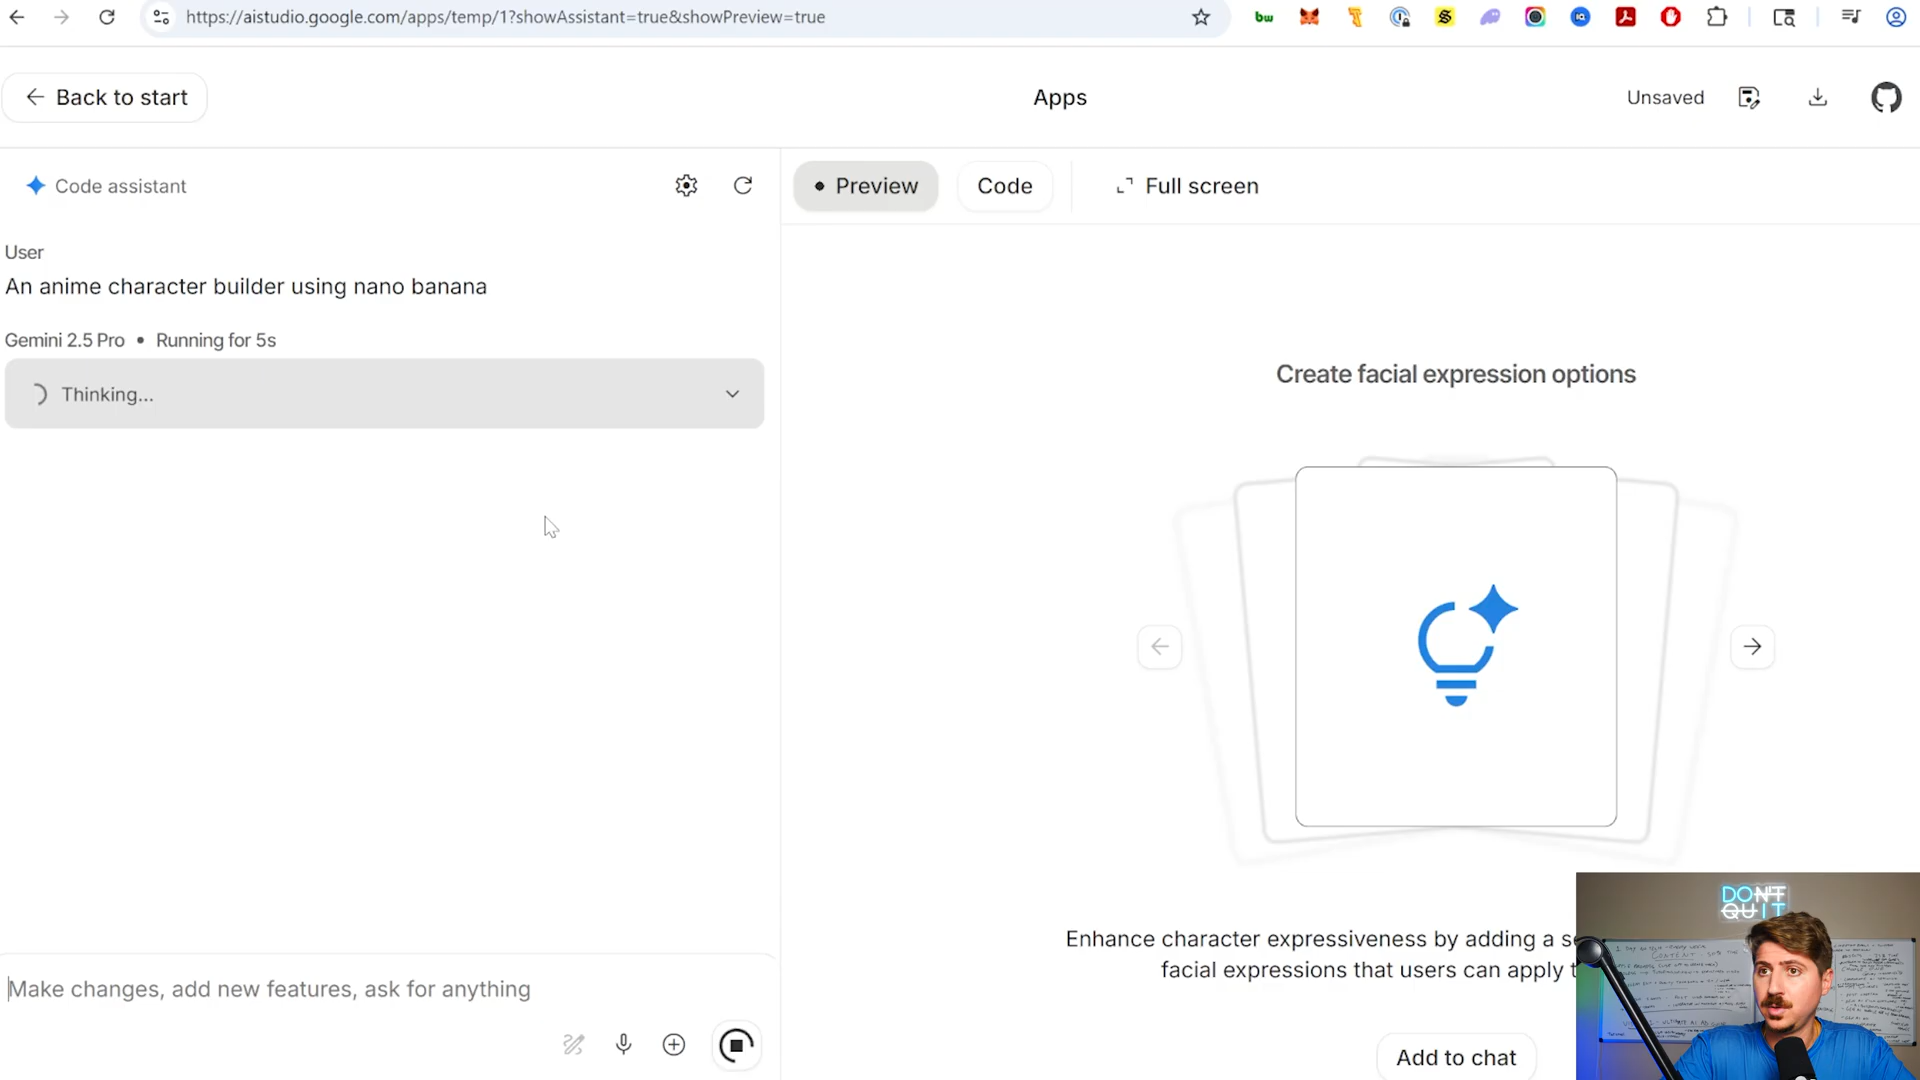 https://aistudio.google.com/apps/temp/1?showAssistant=true&showPreview=true
bw
Back to start
Apps
Unsaved
Code assistant
Preview
Code
Full screen
User
An anime character builder using nano banana
Gemini 2.5 Pro • Running for 5s
Thinking...
Create facial expression options
Enhance character expressiveness by adding a
facial expressions that users can apply
Make changes, add new features, ask for anything
Add to chat
DON'T
QUIT
CONTENT